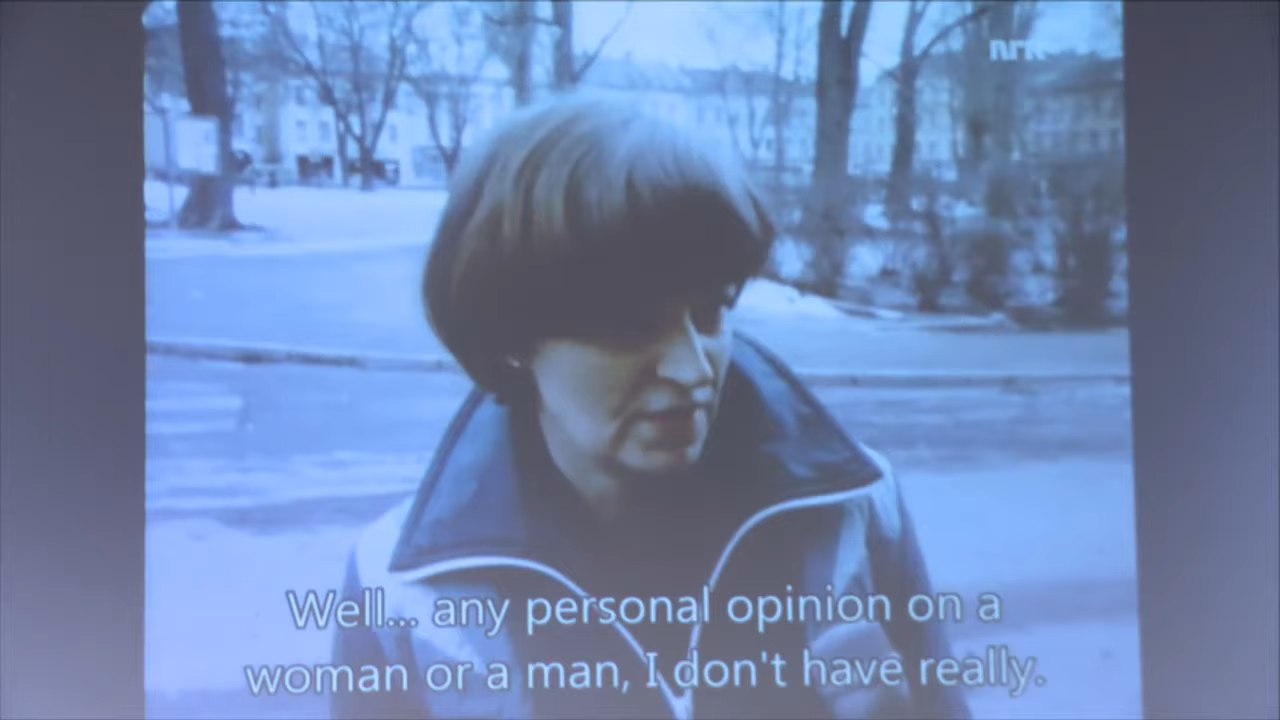 nrk
Well... any personal opinion on a
woman or a man, I don't have really.